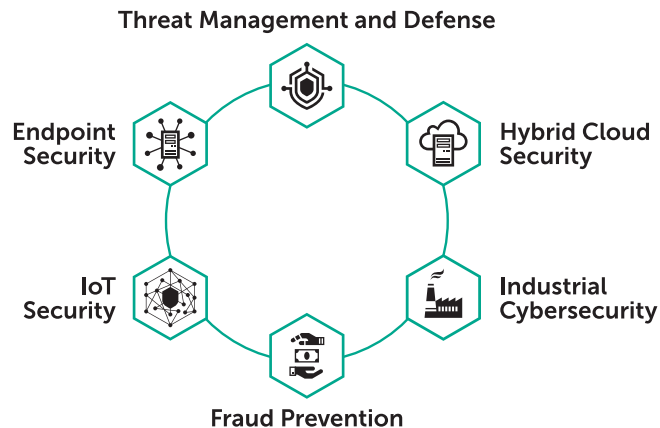 Threat Management and Defense
Endpoint
Security
Hybrid Cloud
Security
IoT
Security
Industrial
Cybersecurity
Fraud Prevention